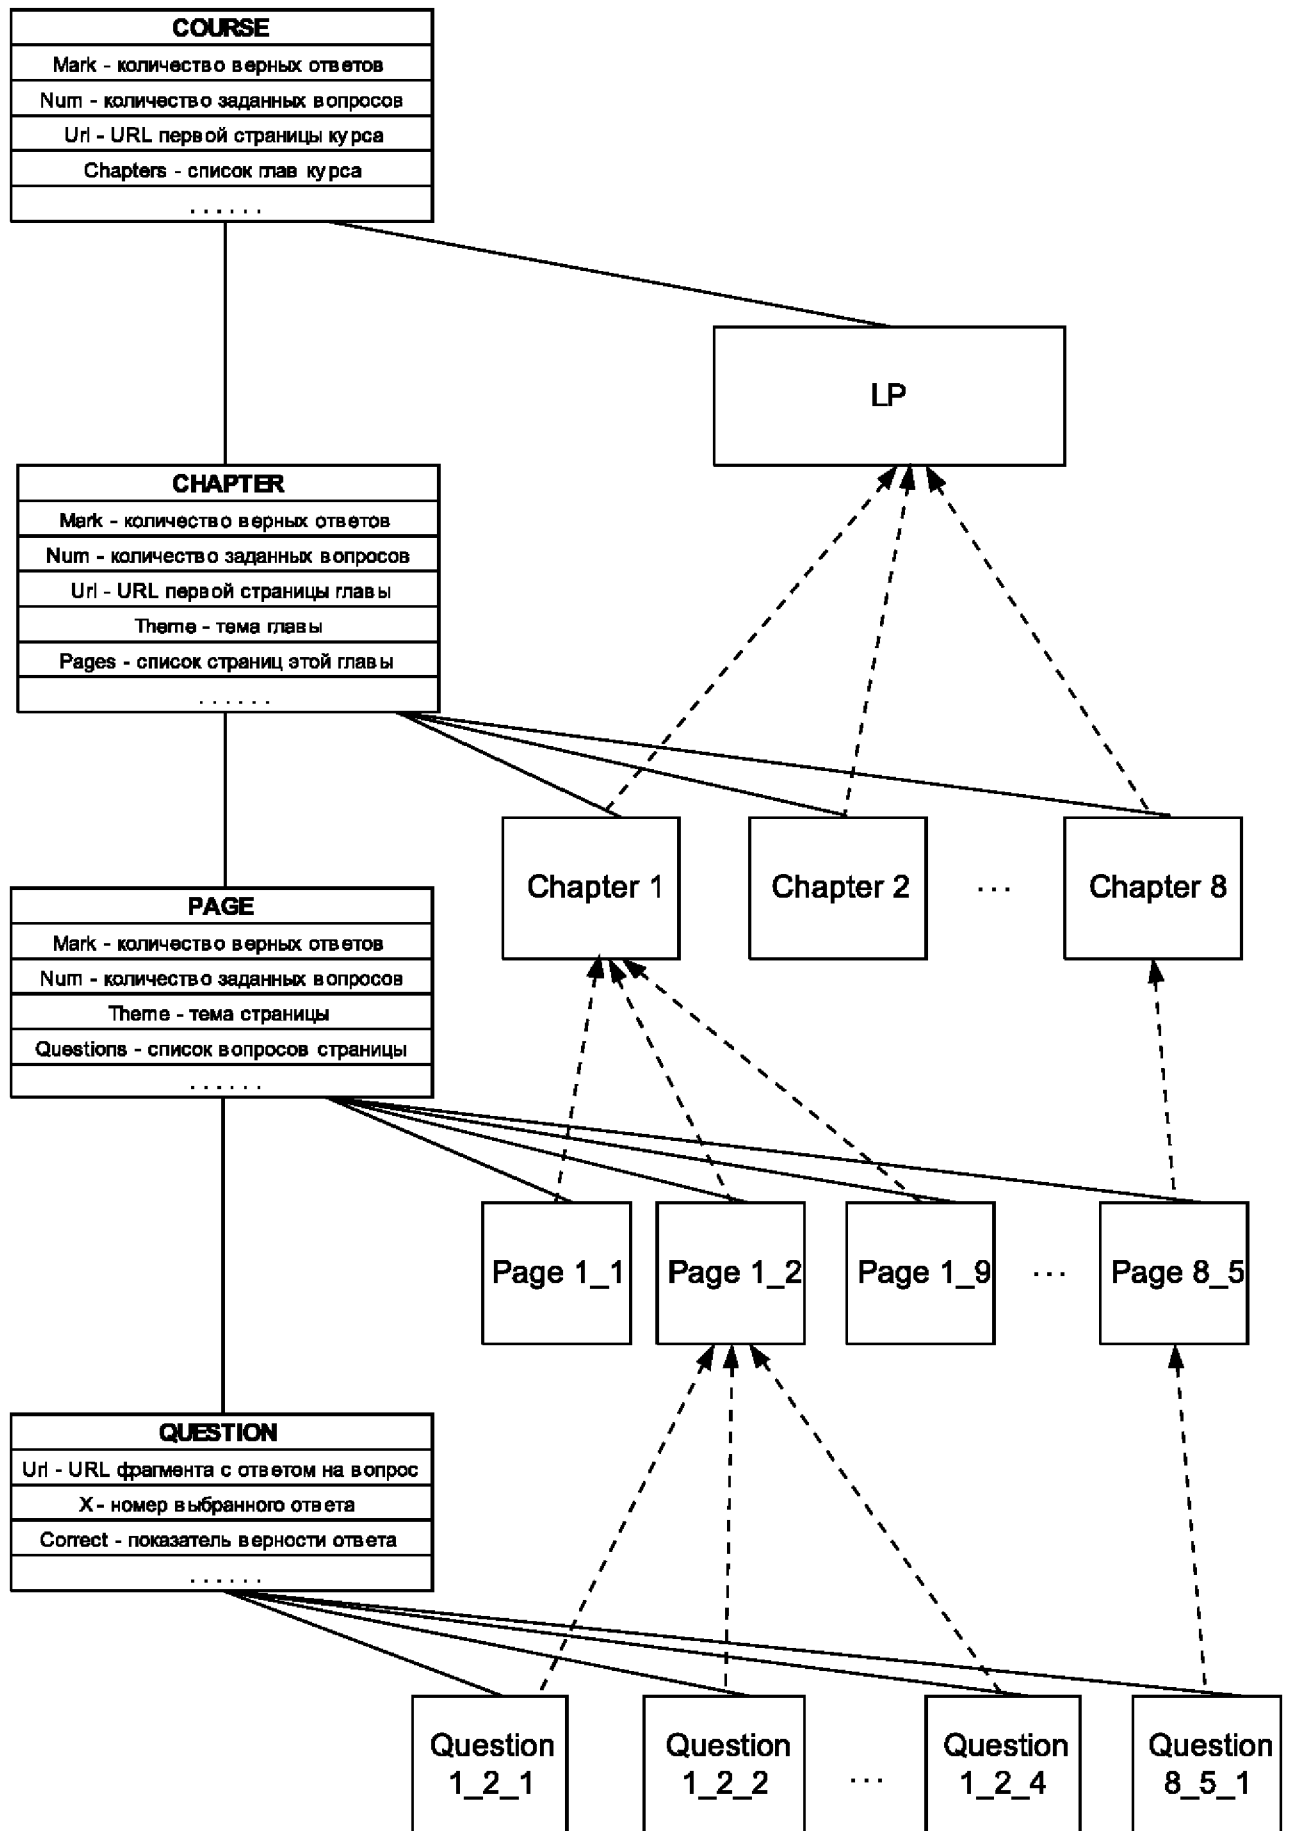 COURSE
Mark - количество верных ответов
Num - количество заданных вопросов
Url - URL первой страницы курса
Chapters - список глав курса
. . . . . .
LP
CHAPTER
Mark - количество верных ответов
Num - количество заданных вопросов
Url - URL первой страницы главы
Theme - тема главы
Pages - список страниц этой главы
. . . . . .
Chapter 1
Chapter 2
. . .
Chapter 8
PAGE
Mark - количество верных ответов
Num - количество заданных вопросов
Theme - тема страницы
Questions - список вопросов страницы
. . . . . .
Page 1_1
Page 1_2
Page 1_9
. . .
Page 8_5
QUESTION
Url - URL фрагмента с ответом на вопрос
X - номер выбранного ответа
Correct - показатель верности ответа
. . . . . .
Question
1_2_1
Question
1_2_2
. . .
Question
1_2_4
Question
8_5_1